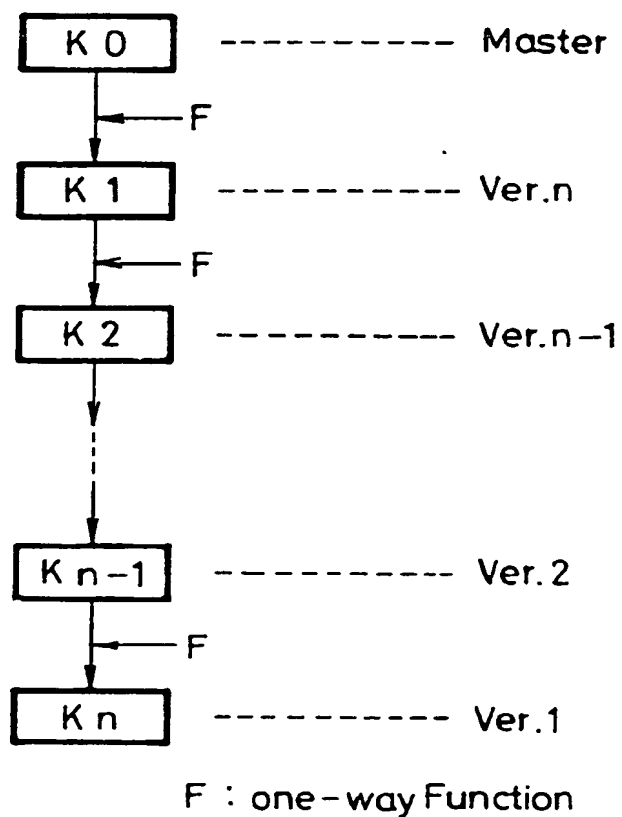 K 0 Master
F
K 1 Ver.n
F
K 2 Ver.n-1
K n-1 Ver.2
F
K n Ver.1
F : one-way Function